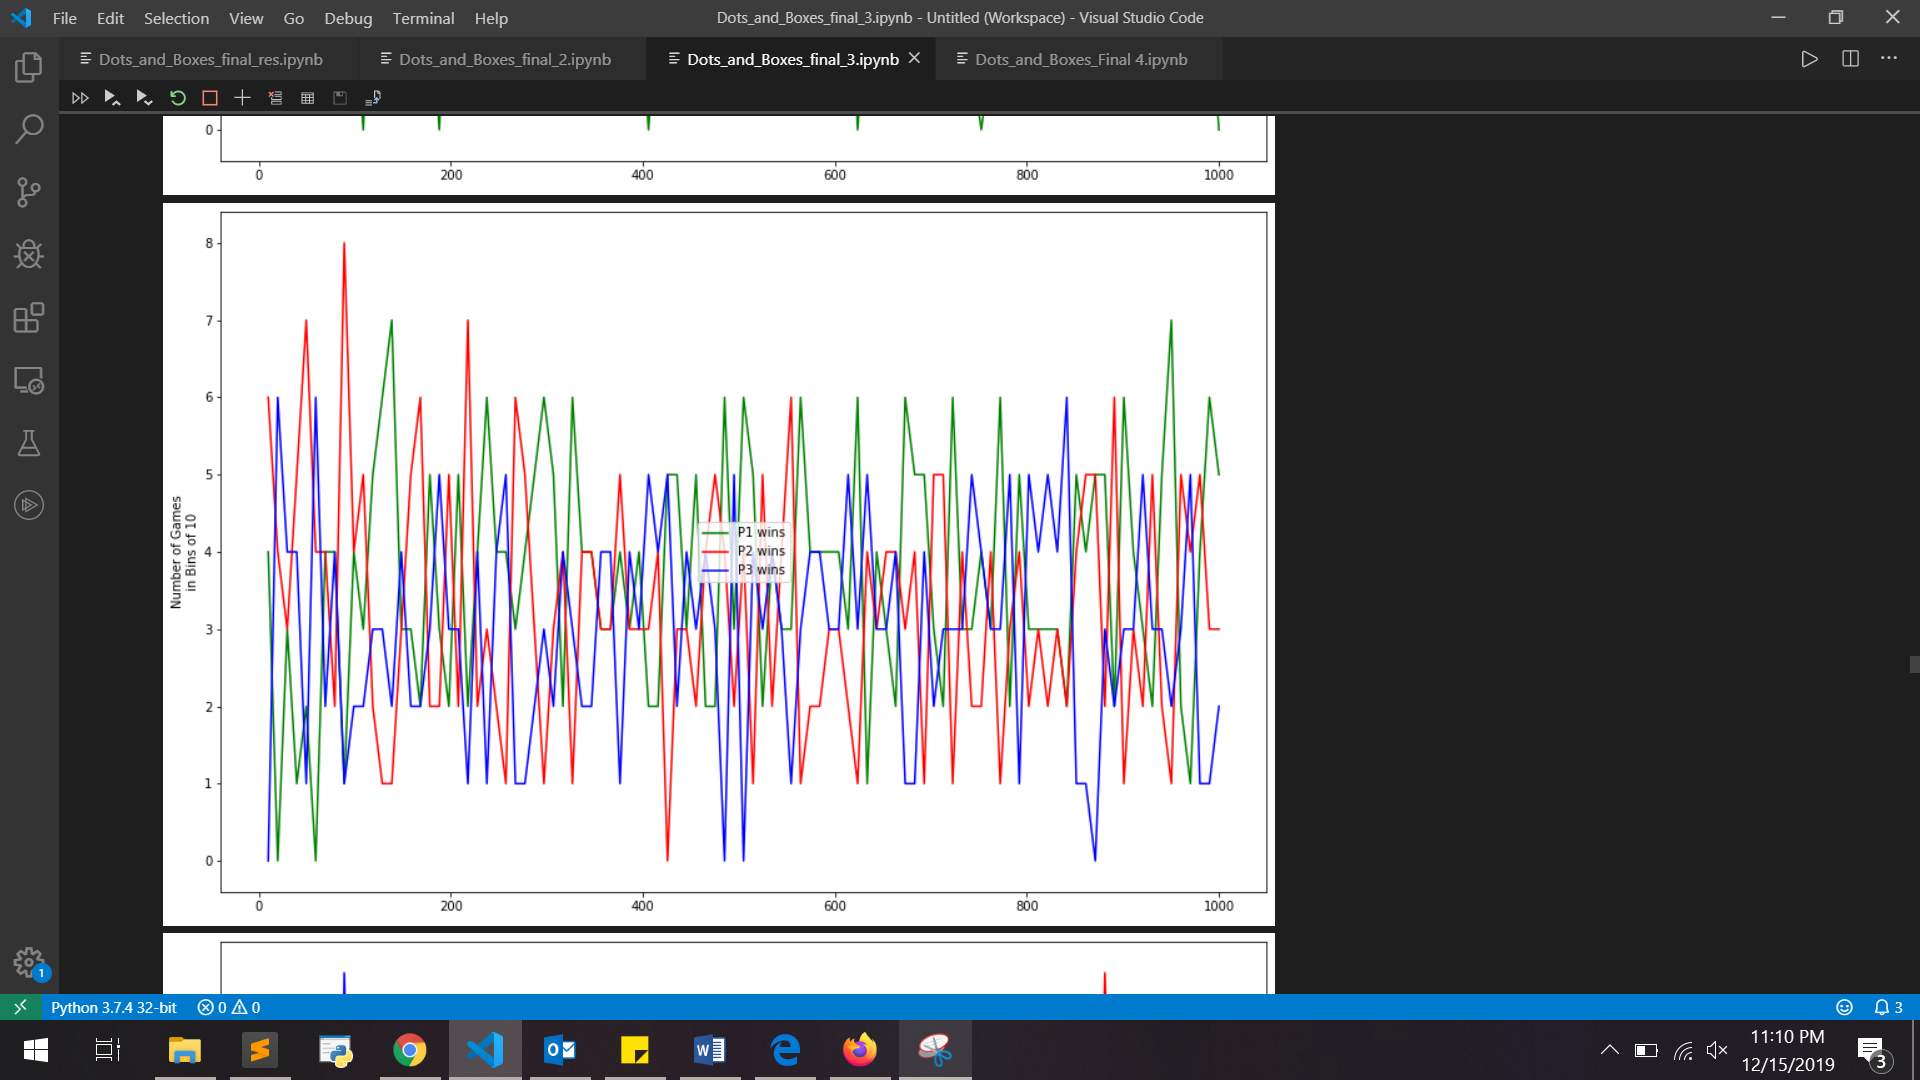 File Edit Selection View Go Debug Terminal Help
Dots_and_Boxes_final_3.ipynb - Untitled (Workspace) - Visual Studio Code
Dots_and_Boxes_final_res.ipynb
Dots_and_Boxes_final_2.ipynb
Dots_and_Boxes_final_3.ipynb
Dots_and_Boxes_Final 4.ipynb
0
0 200 400 600 800 1000
8
7
6
5
4
3
2
1
0
Number of Games
in Bins of 10
P1 wins
P2 wins
P3 wins
0 200 400 600 800 1000
1
Python 3.7.4 32-bit
0 0
3
11:10 PM
12/15/2019
3